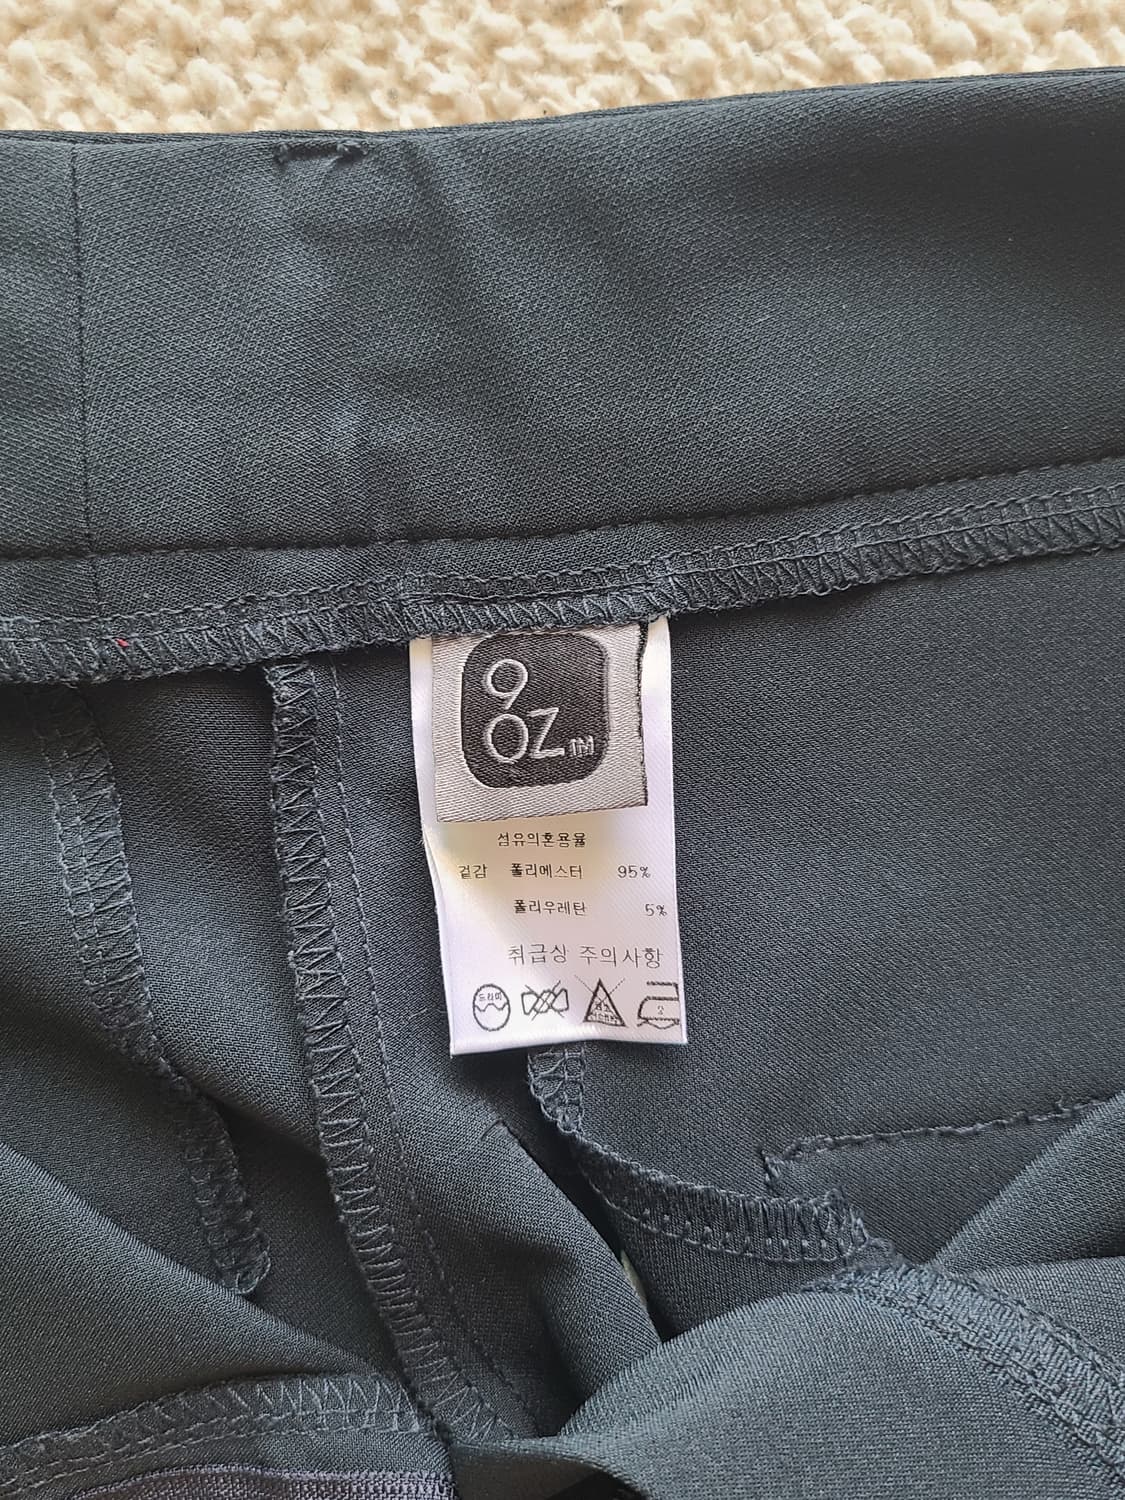 9
OZ TM
섬유의혼용율
겉감 폴리에스터 95%
폴리우레탄 5%
취급상 주의사항
드라이